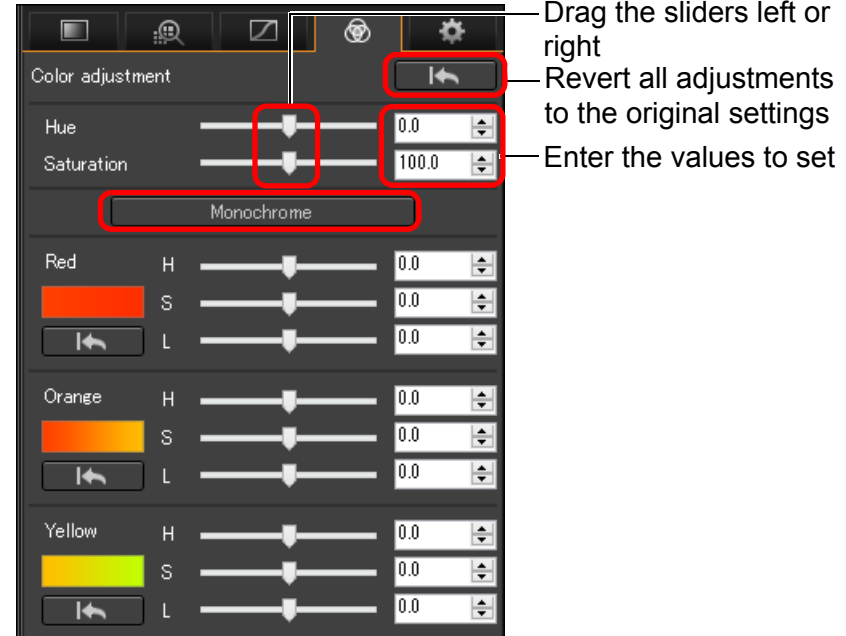 Drag the sliders left or
right
Color adjustment
Revert all adjustments
to the original settings
Hue
0.0
Saturation
100.0
Enter the values to set
Monochrome
Red
H
0.0
S
0.0
L
0.0
Orange
H
0.0
S
0.0
L
0.0
Yellow
H
0.0
S
0.0
L
0.0